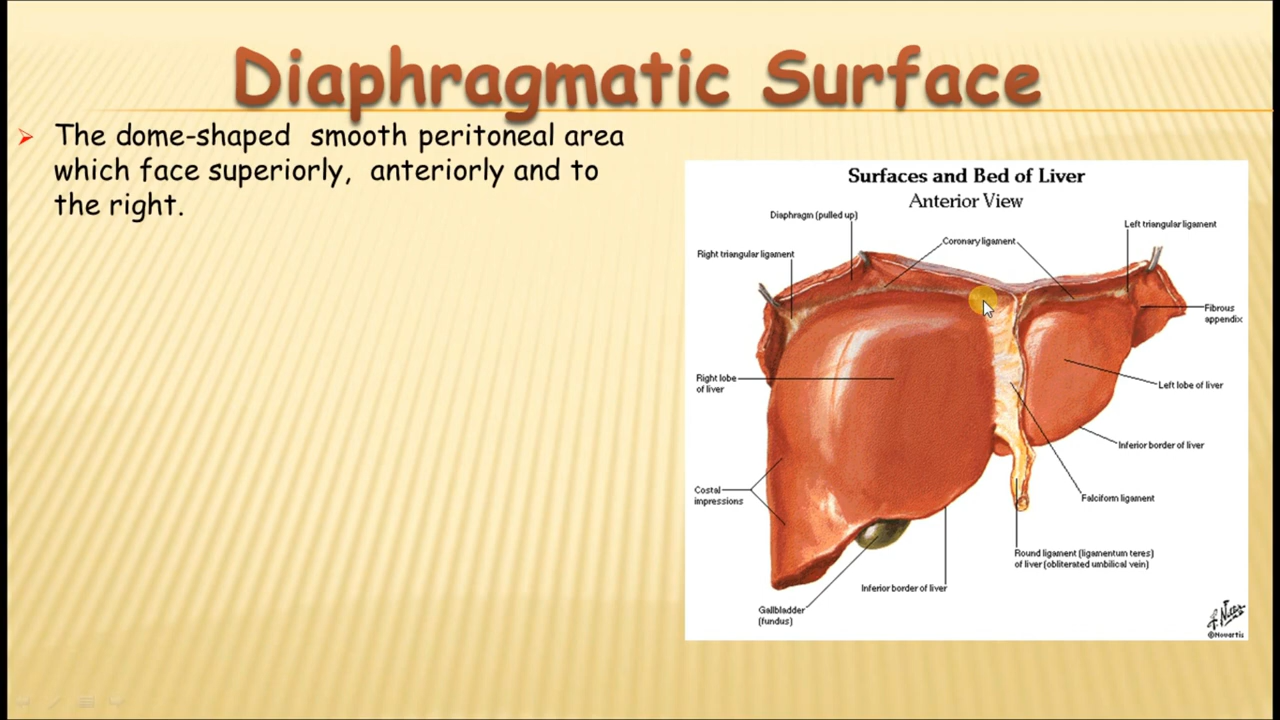 Diaphragmatic Surface
The dome-shaped smooth peritoneal area
which face superiorly, anteriorly and to
the right.
Surfaces and Bed of Liver
Anterior View
Diaphragm (pulled up)
Left triangular ligament
Coronary ligament
Right triangular ligament
Fibrous
appendix
Right lobe
of liver
Left lobe of liver
Inferior border of liver
Costal
impressions
Falciform ligament
Round ligament (ligamentum teres)
of liver (obliterated umbilical vein)
Inferior border of liver
Gallbladder
(fundus)
©Novartis